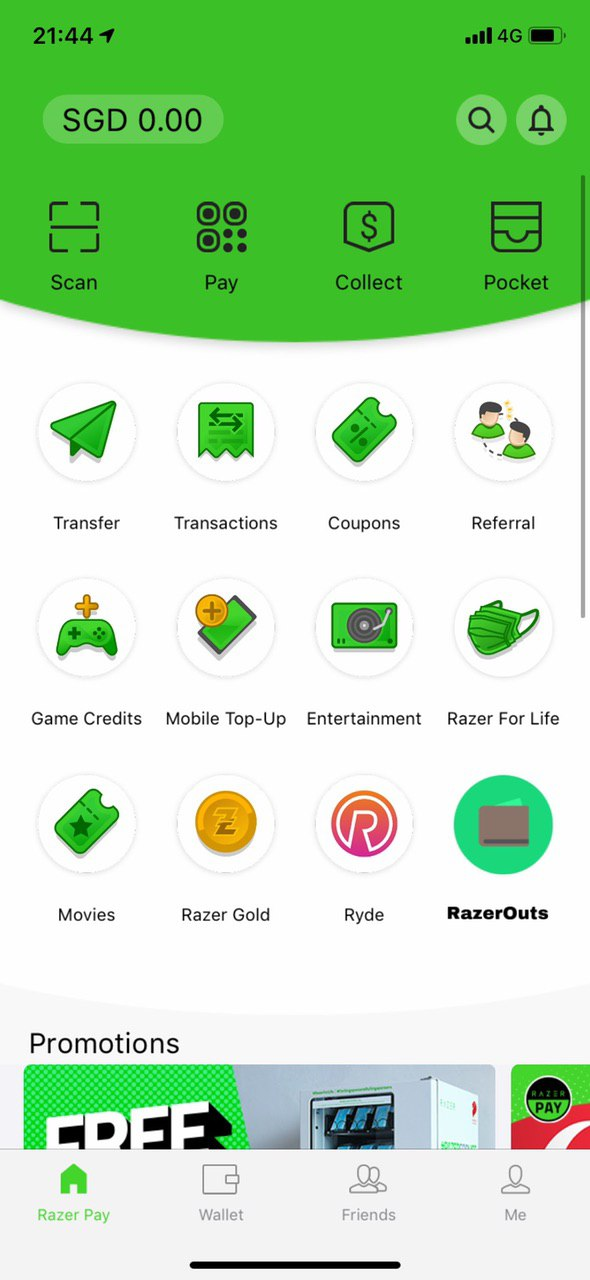 21:44
4G
SGD 0.00
Scan
Pay
Collect
Pocket
Transfer
Transactions
Coupons
Referral
Game Credits
Mobile Top-Up
Entertainment
Razer For Life
Movies
Razer Gold
Ryde
RazerOuts
Promotions
FREE
RAZER
RAZER
PAY
Razer Pay
Wallet
Friends
Me